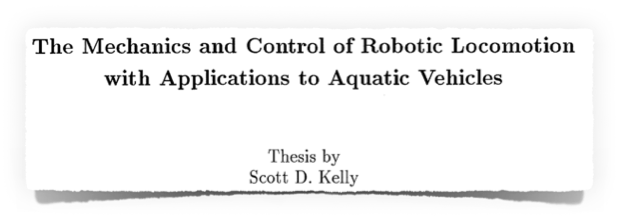 The Mechanics and Control of Robotic Locomotion
with Applications to Aquatic Vehicles
Thesis by
Scott D. Kelly